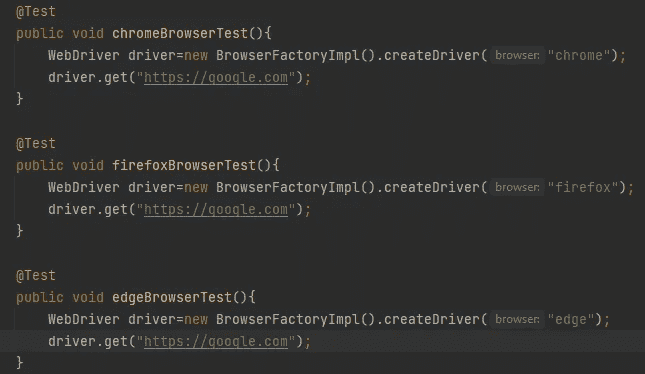 @Test
public void chromeBrowserTest(){
WebDriver driver=new BrowserFactoryImpl().createDriver( browser: "chrome");
driver.get("https://google.com");
}
@Test
public void firefoxBrowserTest(){
WebDriver driver=new BrowserFactoryImpl().createDriver( browser: "firefox");
driver.get("https://google.com");
}
@Test
public void edgeBrowserTest(){
WebDriver driver=new BrowserFactoryImpl().createDriver( browser: "edge");
driver.get("https://google.com");
}